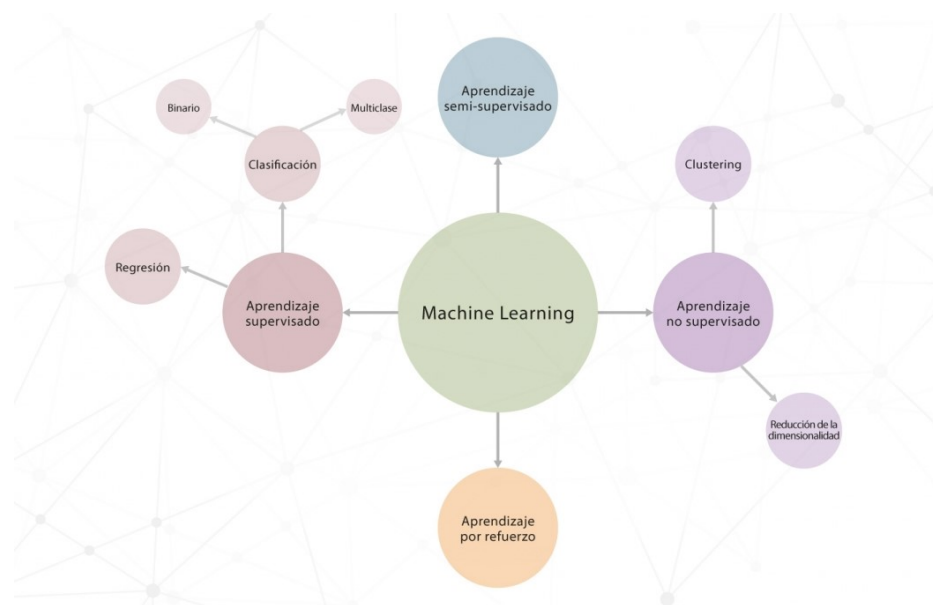 Aprendizaje
semi-supervisado
Binario
Multiclase
Clasificación
Clustering
Regresión
Aprendizaje
supervisado
Machine Learning
Aprendizaje
no supervisado
Reducción de la
dimensionalidad
Aprendizaje
por refuerzo